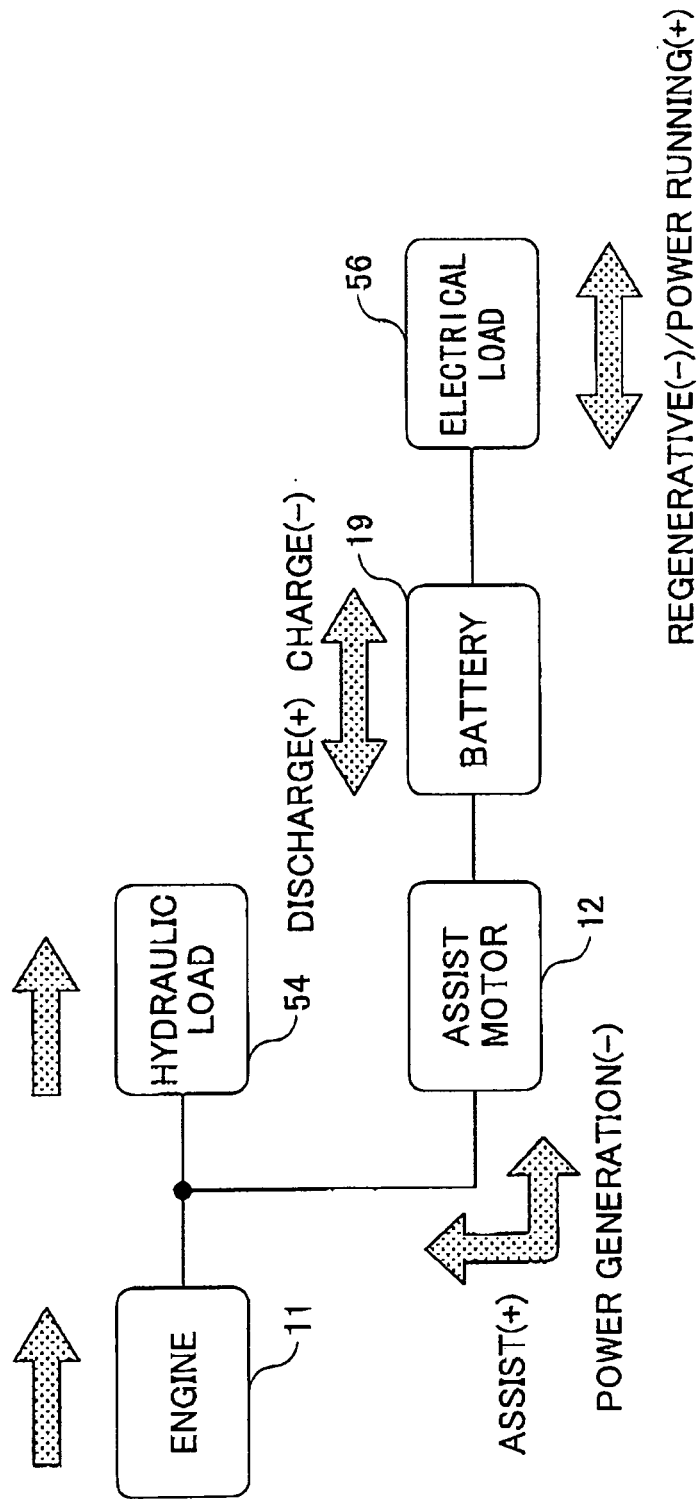 ENGINE
11
HYDRAULIC
LOAD
54
ASSIST(+)
POWER GENERATION(-)
ASSIST
MOTOR
12
DISCHARGE(+) CHARGE(-)
BATTERY
19
ELECTRICAL
LOAD
56
REGENERATIVE(-)/POWER RUNNING(+)